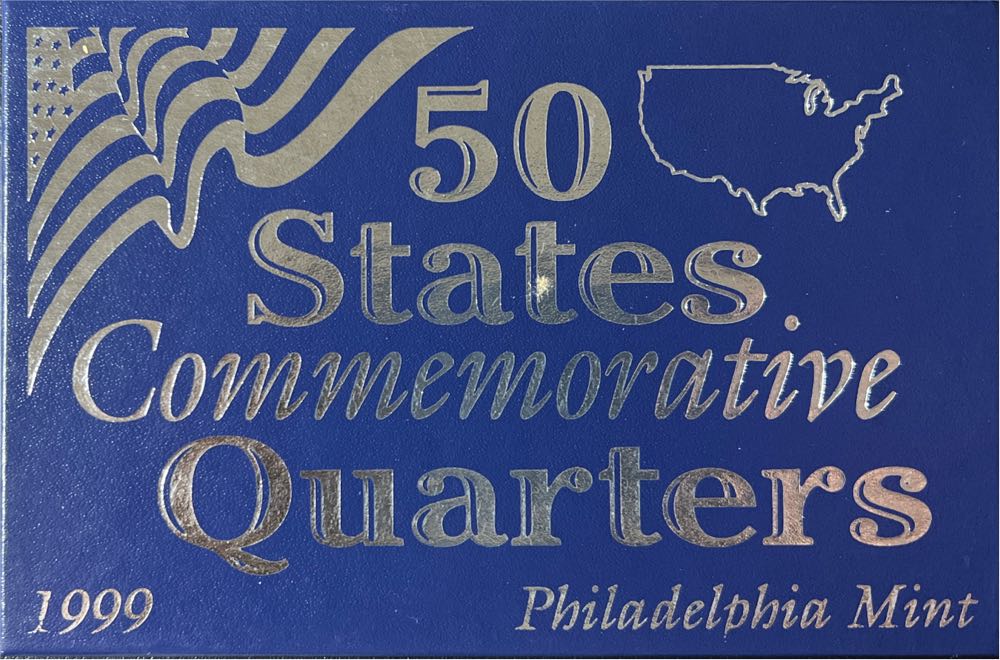 50
States
Commemorative
Quarters
1999
Philadelphia Mint